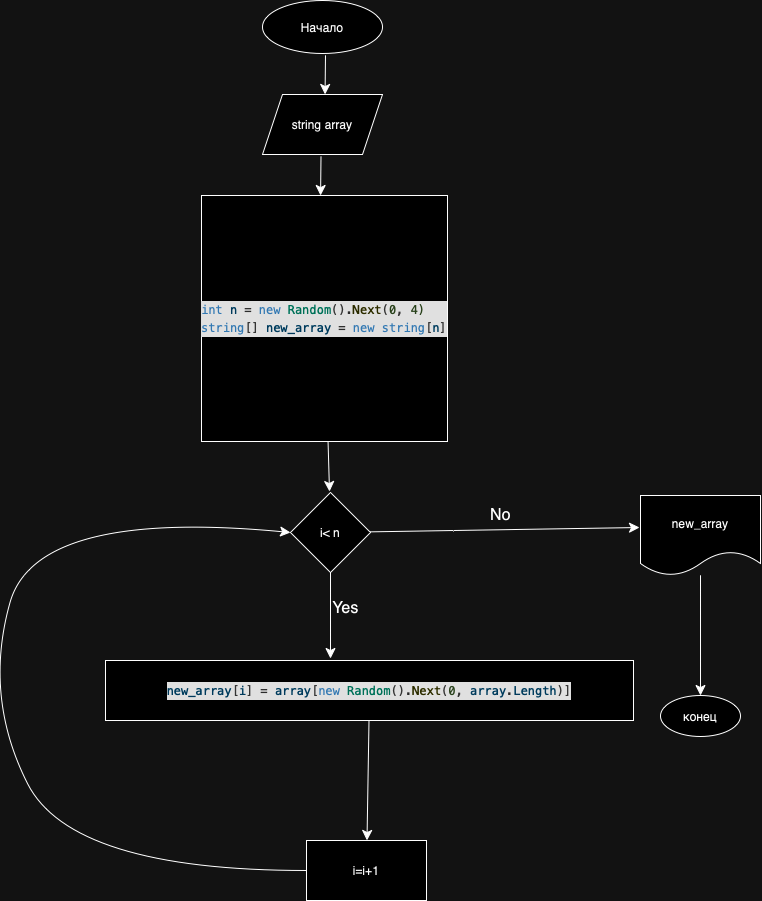 Начало
string array
int n = new Random().Next(0, 4)
string[] new_array = new string[n]
i< n
No
new_array
Yes
new_array[i] = array[new Random().Next(0, array.Length)]
конец
i=i+1